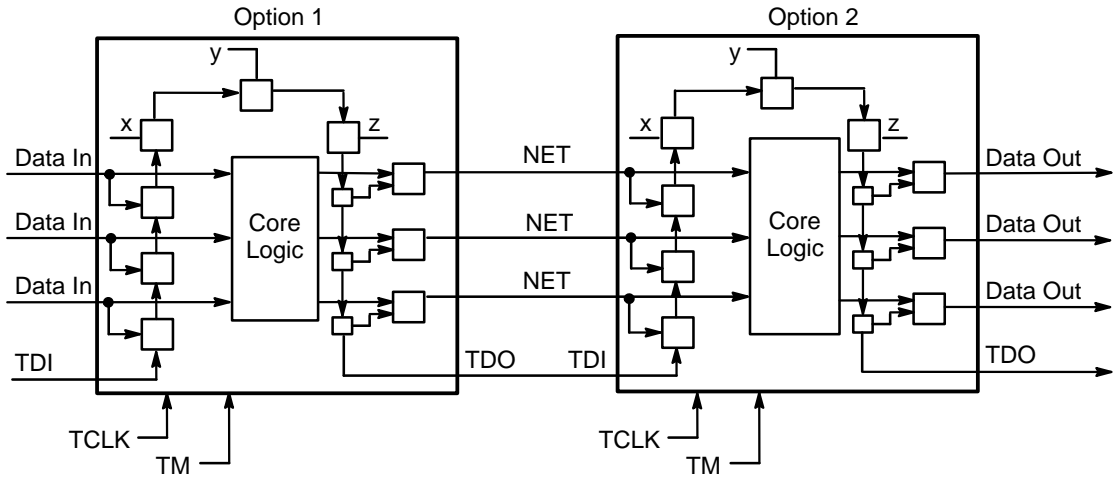 Option 1
Option 2
y
y
x
z
x
z
Data In
NET
Data Out
Data In
Core
Logic
NET
Core
Logic
Data Out
Data In
NET
Data Out
TDI
TDO
TDI
TDO
TCLK
TCLK
TM
TM